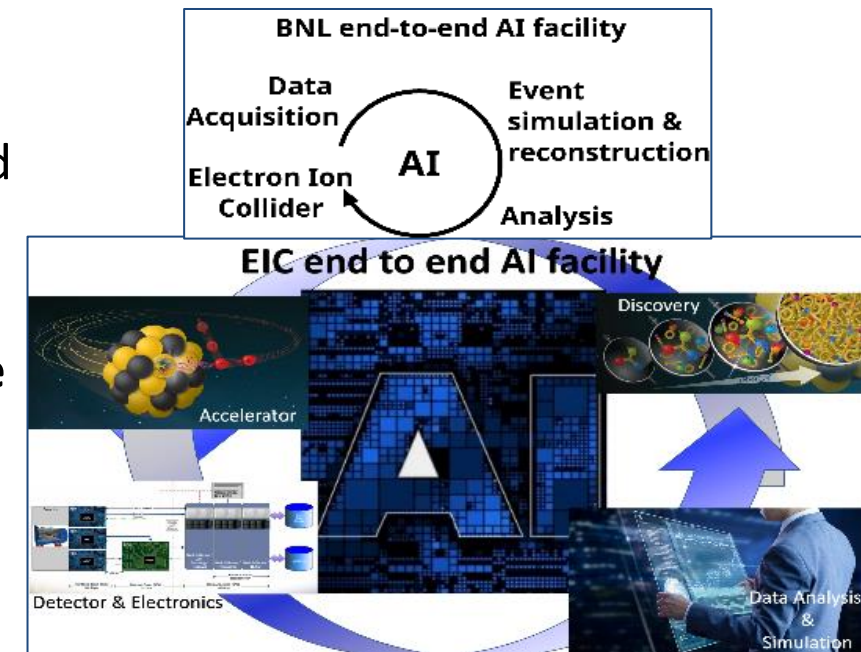 BNL end-to-end AI facility
Data
Acquisition
Event
simulation &
reconstruction
AI
Electron Ion
Collider
Analysis
d
e
EIC end to end AI facility
Accelerator
Discovery
AI
Detector & Electronics
Data Analysis
&
Simulation